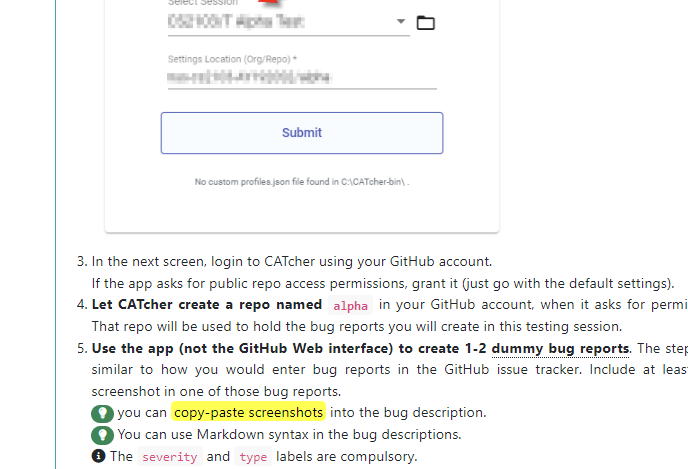 Select Session
CS2103/T Alpha Test
Settings Location (Org/Repo) *
Submit
No custom profiles.json file found in C:\CATcher-bin\ .
3. In the next screen, login to CATcher using your GitHub account.
If the app asks for public repo access permissions, grant it (just go with the default settings).
4. Let CATcher create a repo named alpha in your GitHub account, when it asks for permi
That repo will be used to hold the bug reports you will create in this testing session.
5. Use the app (not the GitHub Web interface) to create 1-2 dummy bug reports. The step
similar to how you would enter bug reports in the GitHub issue tracker. Include at leas
screenshot in one of those bug reports.
you can copy-paste screenshots into the bug description.
You can use Markdown syntax in the bug descriptions.
The severity and type labels are compulsory.